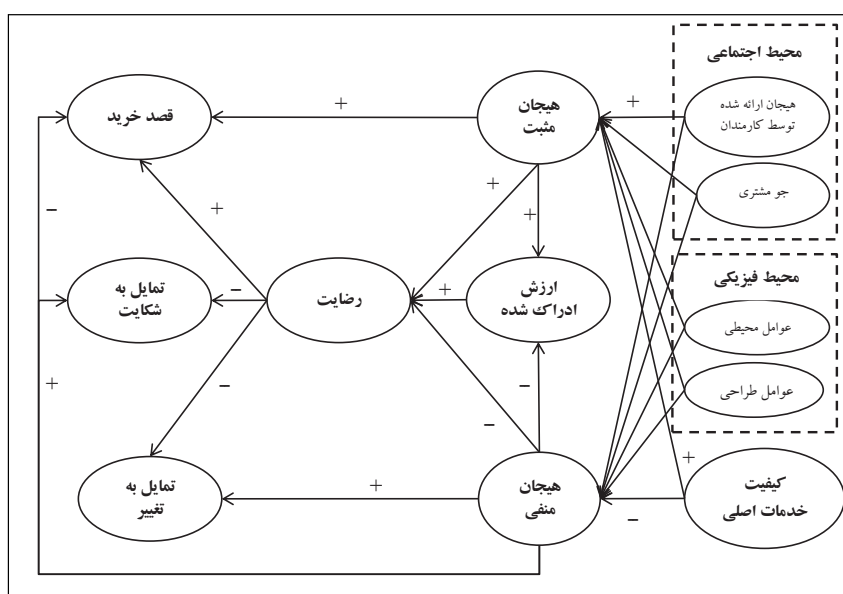 محیط اجتماعی
هیجان ارائه شده
توسط کارمندان
جو مشتری
محیط فیزیکی
عوامل محیطی
عوامل طراحی
کیفیت
خدمات اصلی
هیجان
مثبت
ارزش
ادراک شده
هیجان
منفی
رضایت
قصد خرید
تمایل به
شکایت
تمایل به
تغییر
+
+
+
+
+
+
+
+
+
−
−
−
−
−
−